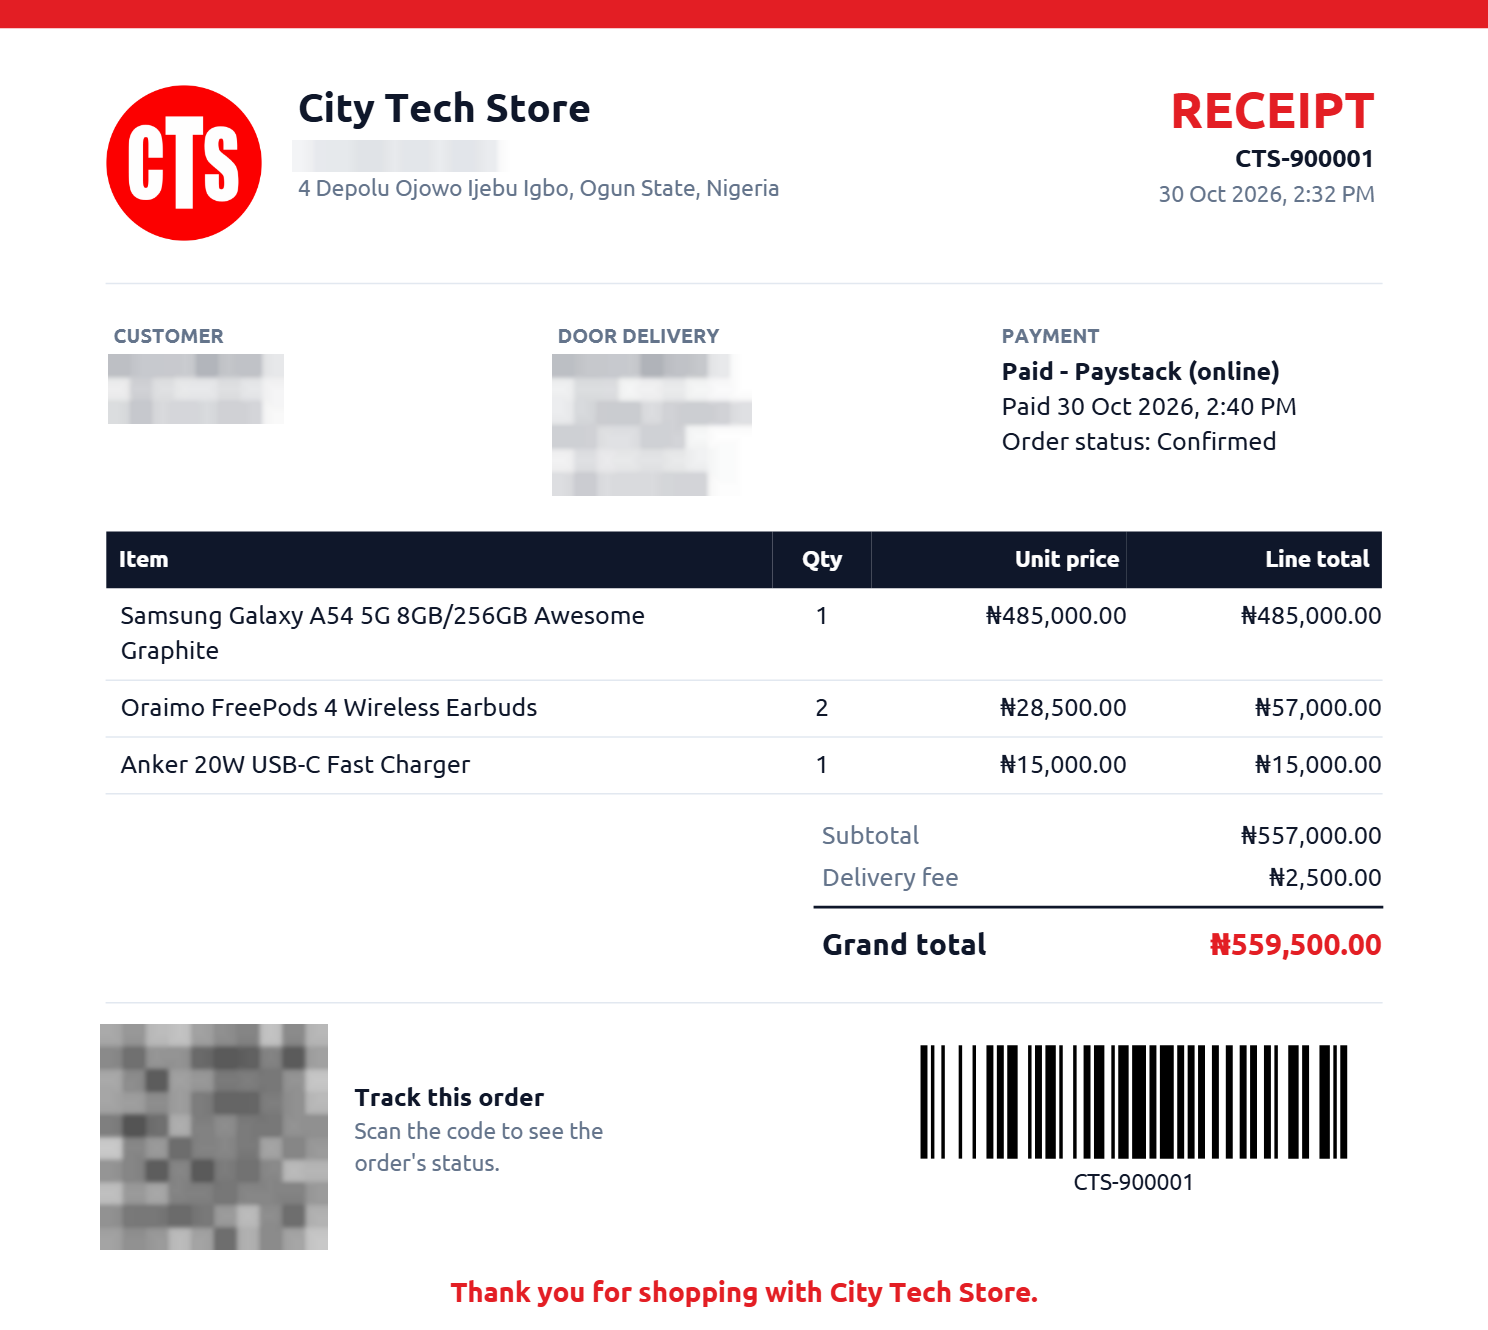 CTS
City Tech Store
4 Depolu Ojowo Ijebu Igbo, Ogun State, Nigeria
RECEIPT
CTS-900001
30 Oct 2026, 2:32 PM
CUSTOMER
DOOR DELIVERY
PAYMENT
Paid - Paystack (online)
Paid 30 Oct 2026, 2:40 PM
Order status: Confirmed
Item Qty Unit price Line total
Samsung Galaxy A54 5G 8GB/256GB Awesome
Graphite
1 ₦485,000.00 ₦485,000.00
Oraimo FreePods 4 Wireless Earbuds 2 ₦28,500.00 ₦57,000.00
Anker 20W USB-C Fast Charger 1 ₦15,000.00 ₦15,000.00
Subtotal ₦557,000.00
Delivery fee ₦2,500.00
Grand total ₦559,500.00
Track this order
Scan the code to see the
order's status.
CTS-900001
Thank you for shopping with City Tech Store.